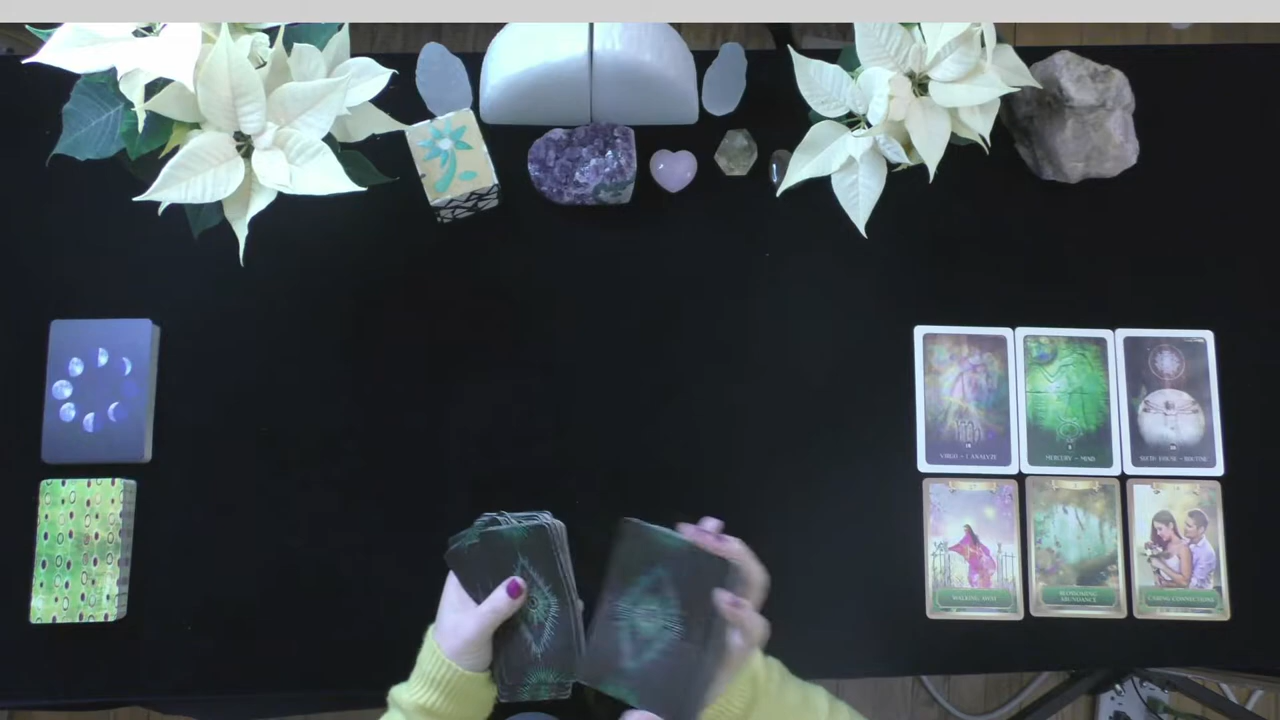 VIRGO - I ANALYZE
MERCURY - MIND
SIXTH HOUSE - ROUTINE
WALKING AWAY
BLOSSOMING
ABUNDANCE
CARING CONNECTIONS